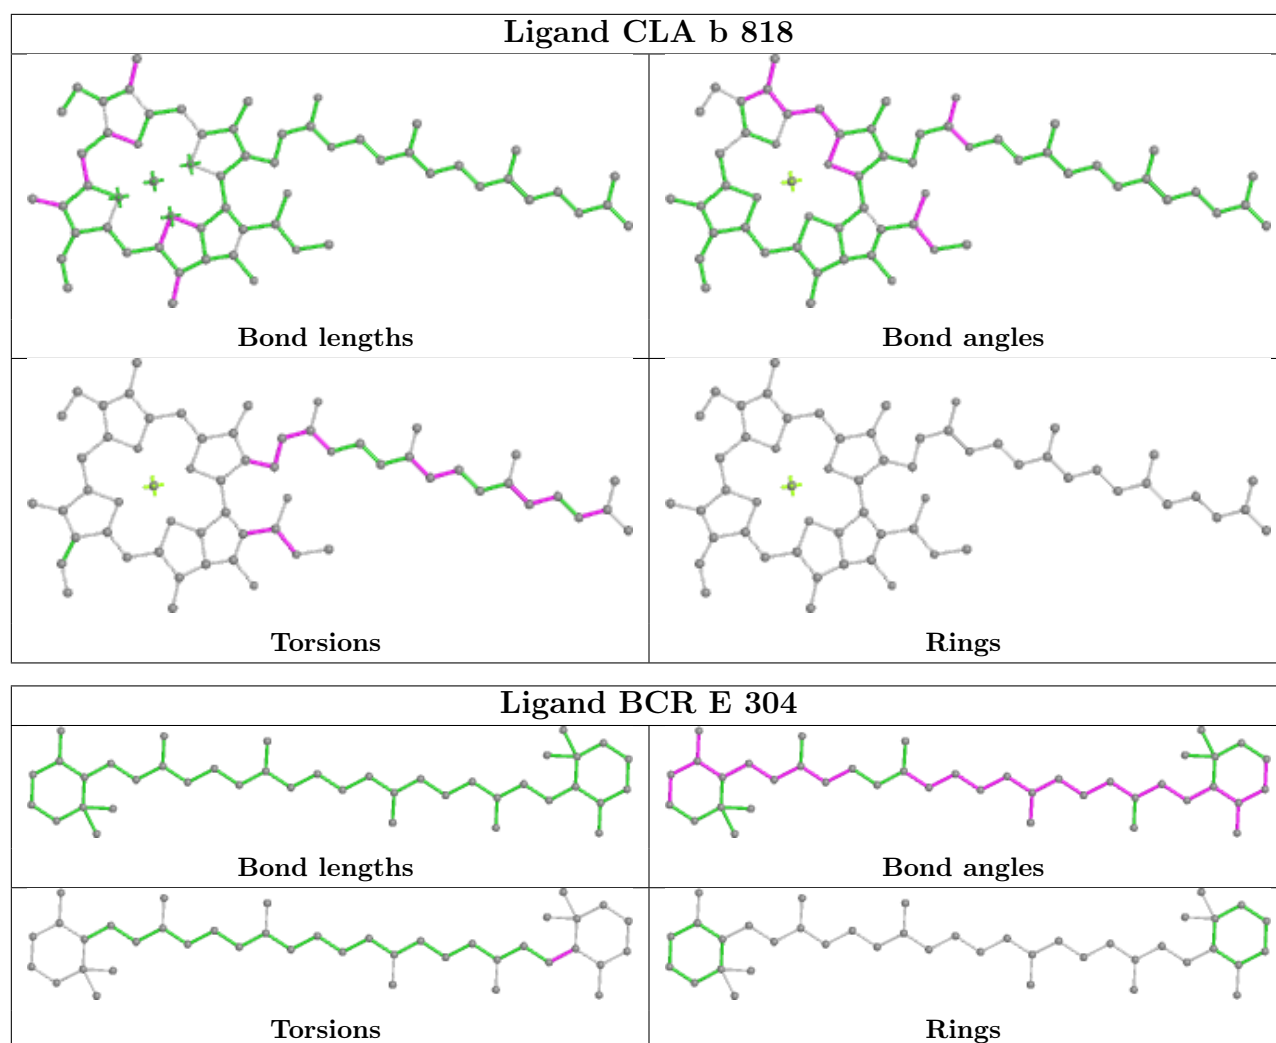 Ligand CLA b 818
Bond lengths
Bond angles
Torsions
Rings
Ligand BCR E 304
Bond lengths
Bond angles
Torsions
Rings